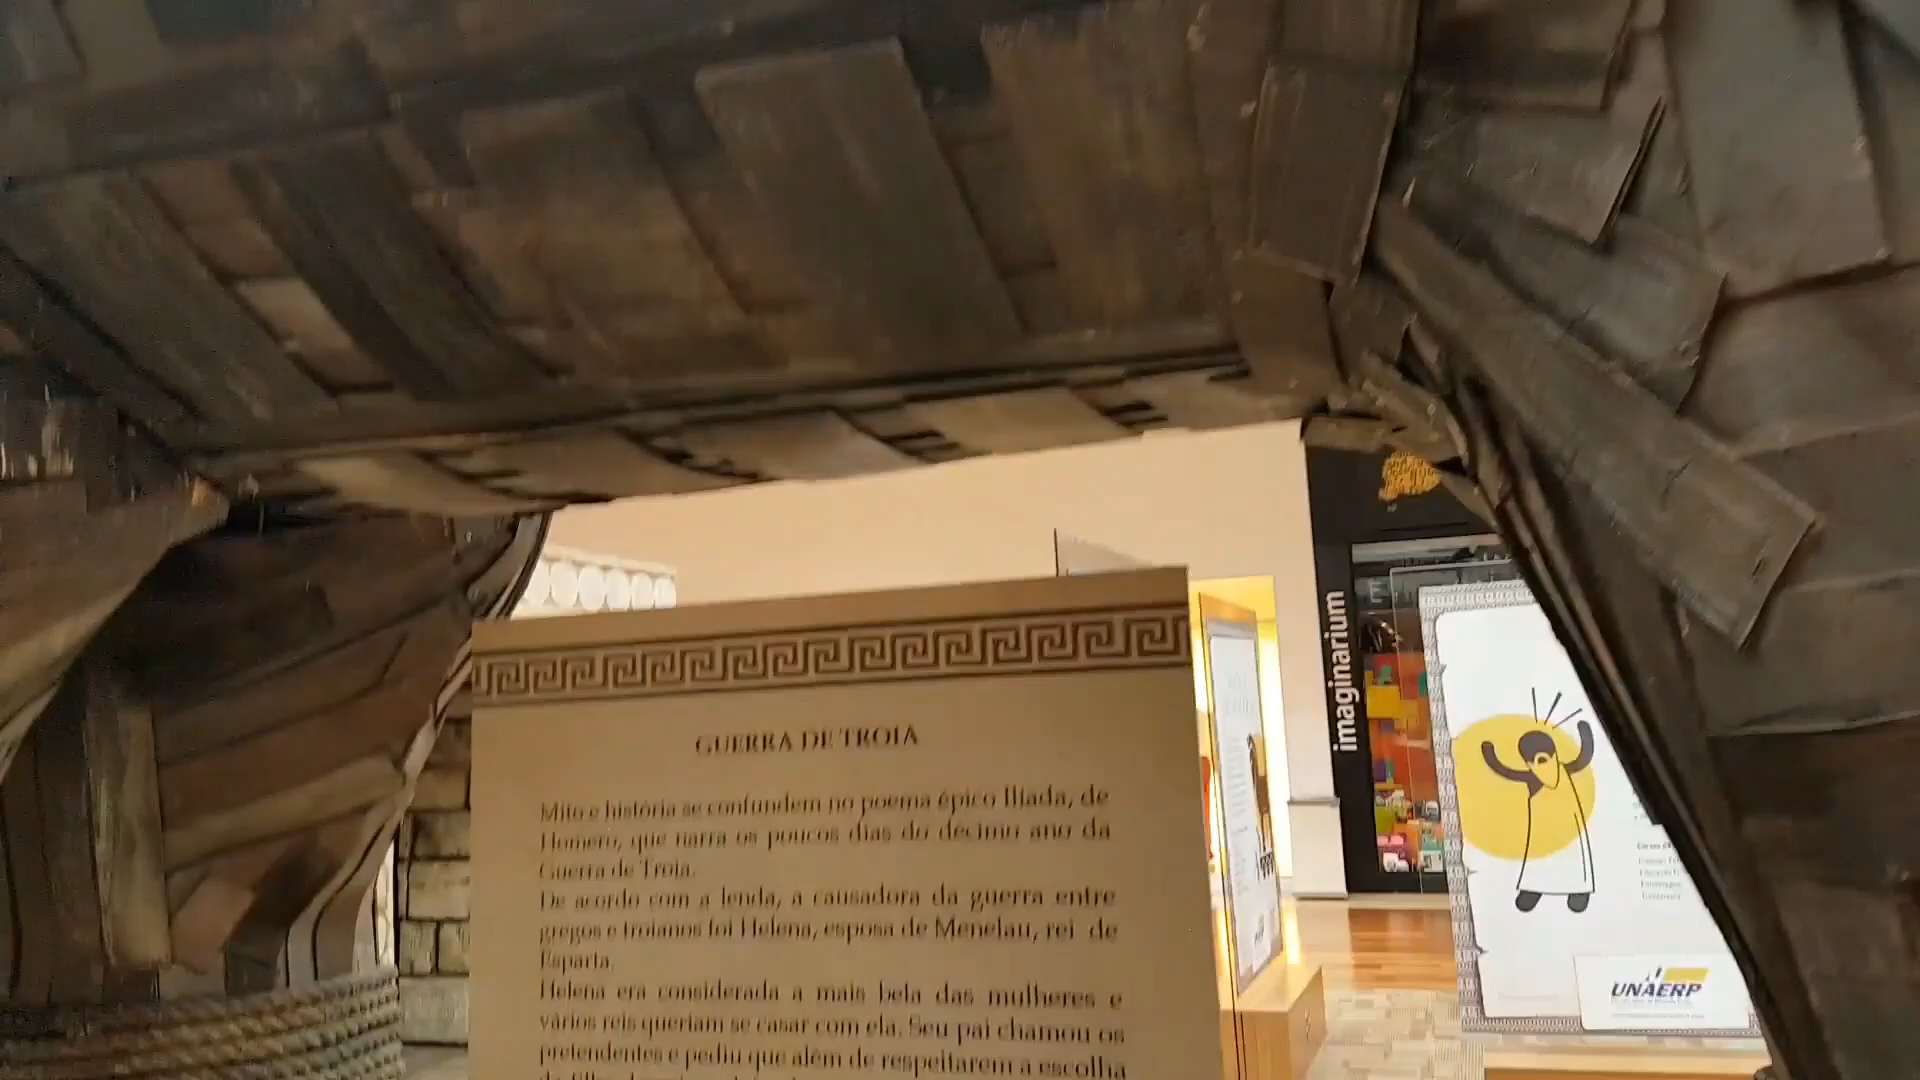 GUERRA DE TROIA
Mito e história se confundem no poema épico Ilíada, de
Homero, que narra os poucos dias do décimo ano da
Guerra de Troia.
De acordo com a lenda, a causadora da guerra entre
gregos e troianos foi Helena, esposa de Menelau, rei de
Esparta.
Helena era considerada a mais bela das mulheres e
vários reis queriam se casar com ela. Seu pai chamou os
pretendentes e pediu que além de respeitarem a escolha
imaginarium
UNAERP